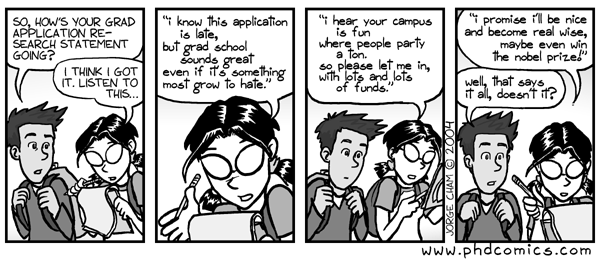 SO, HOW'S YOUR GRAD
APPLICATION RE-
SEARCH STATEMENT
GOING?
I THINK I GOT
IT. LISTEN TO
THIS...
"i know this application
is late,
but grad school
sounds great
even if it's something
most grow to hate."
"i hear your campus
is fun
where people party
a ton.
so please let me in,
with lots and lots
of funds."
JORGE CHAM © 2004
"i promise i'll be nice
and become real wise,
maybe even win
the nobel prize!"
well, that says
it all, doesn't it?
www.phdcomics.com